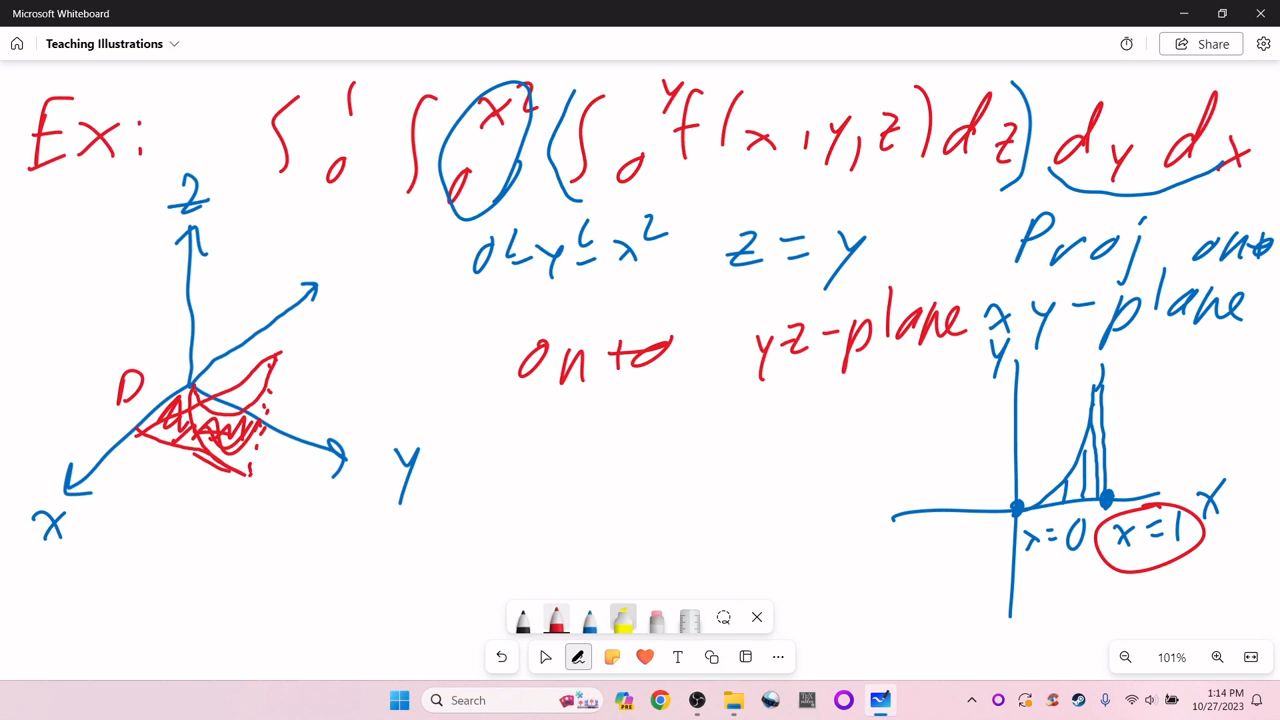 Microsoft Whiteboard
Teaching Illustrations
Share
Ex: ∫₀¹ ∫₀^x² (∫₀^y f(x,y,z)dz) dy dx
0≤y≤x² z=y Proj onto
xy-plane
onto yz-plane
z
y
D
y
x
x
x=0 x=1
101%
Search
PRE
1:14 PM
10/27/2023